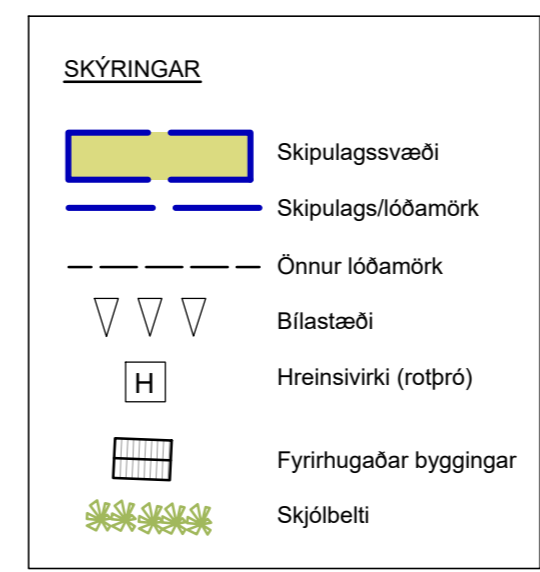 SKÝRINGAR
Skipulagssvæði
Skipulags/lóðamörk
Önnur lóðamörk
Bílastæði
H Hreinsivirki (rotþró)
Fyrirhugaðar byggingar
Skjólbelti